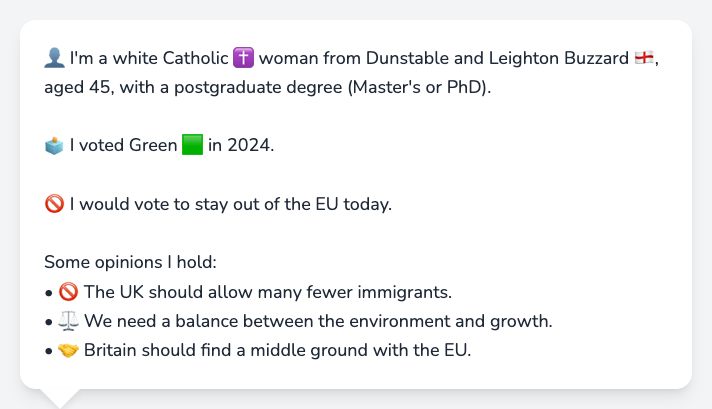 👤 I'm a white Catholic ✝️ woman from Dunstable and Leighton Buzzard 🏴󠁧󠁢󠁥󠁮󠁧󠁿,
aged 45, with a postgraduate degree (Master's or PhD).
🗳️ I voted Green 🟩 in 2024.
🚫 I would vote to stay out of the EU today.
Some opinions I hold:
• 🚫 The UK should allow many fewer immigrants.
• ⚖️ We need a balance between the environment and growth.
• 🤝 Britain should find a middle ground with the EU.